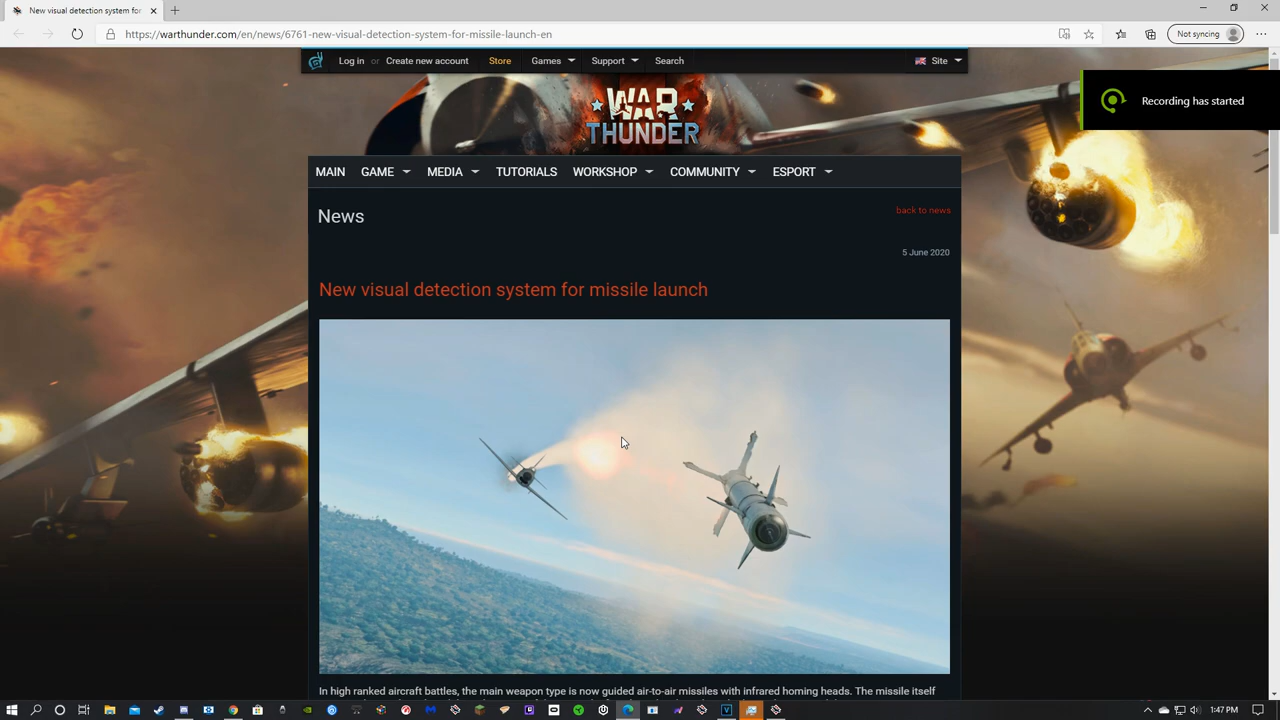 New visual detection system for
https://warthunder.com/en/news/6761-new-visual-detection-system-for-missile-launch-en
Not syncing
Log in or Create new account Store Games Support Search Site
Recording has started
WAR
THUNDER
MAIN GAME MEDIA TUTORIALS WORKSHOP COMMUNITY ESPORT
News
back to news
5 June 2020
New visual detection system for missile launch
In high ranked aircraft battles, the main weapon type is now guided air-to-air missiles with infrared homing heads. The missile itself
1:47 PM